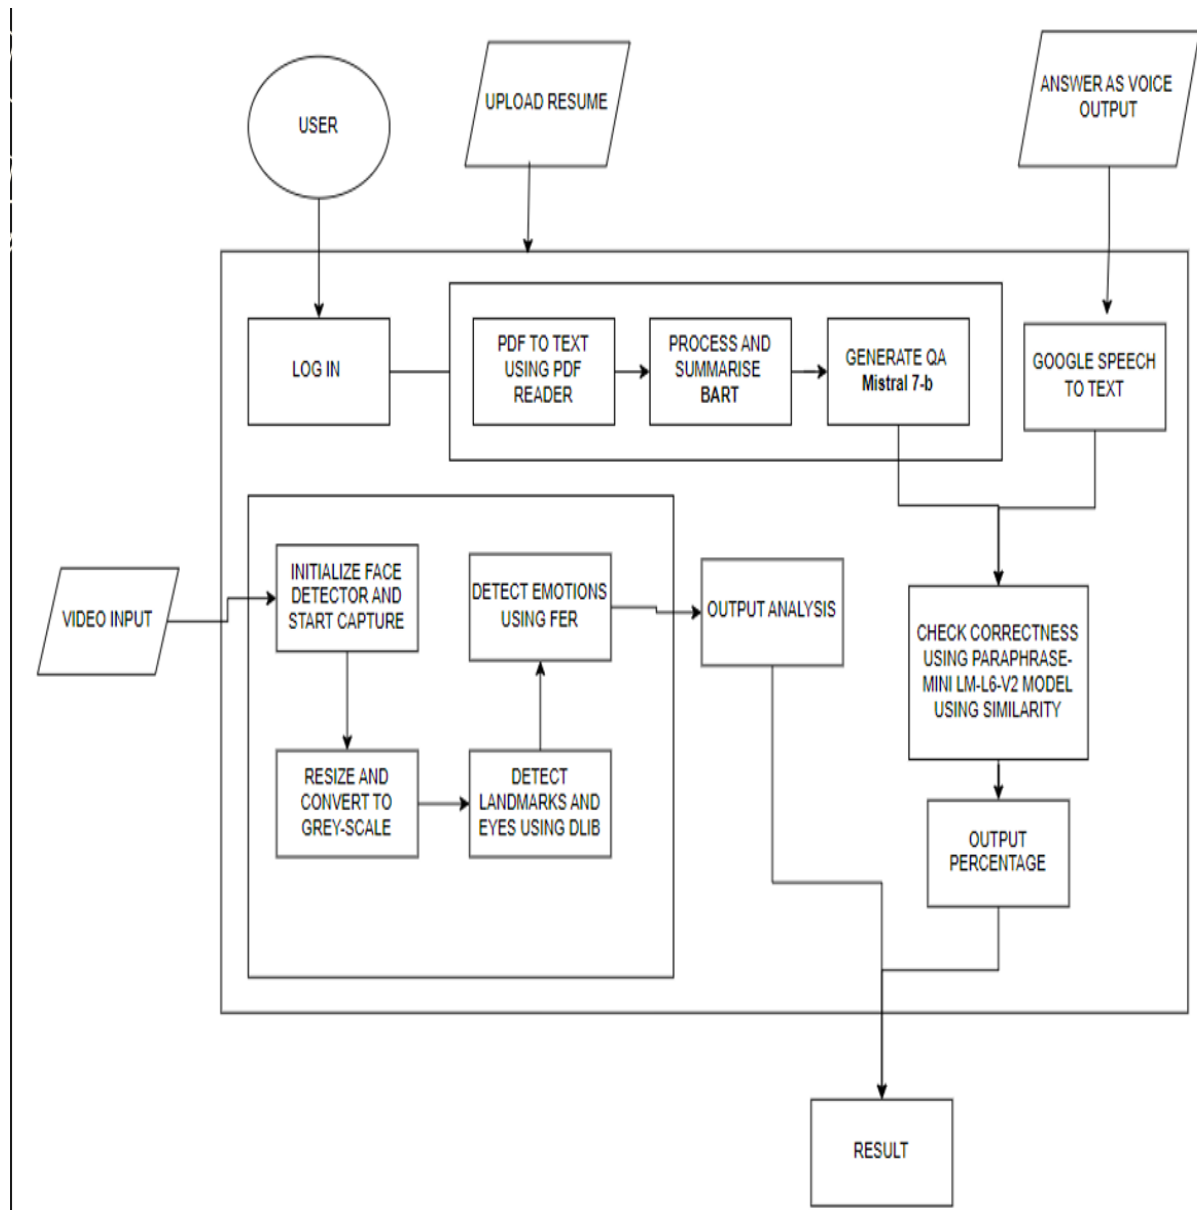 USER
UPLOAD RESUME
ANSWER AS VOICE
OUTPUT
LOG IN
PDF TO TEXT
USING PDF
READER
PROCESS AND
SUMMARISE
BART
GENERATE QA
Mistral 7-b
GOOGLE SPEECH
TO TEXT
VIDEO INPUT
INITIALIZE FACE
DETECTOR AND
START CAPTURE
DETECT EMOTIONS
USING FER
OUTPUT ANALYSIS
CHECK CORRECTNESS
USING PARAPHRASE-
MINI LM-L6-V2 MODEL
USING SIMILARITY
RESIZE AND
CONVERT TO
GREY-SCALE
DETECT
LANDMARKS AND
EYES USING DLIB
OUTPUT
PERCENTAGE
RESULT